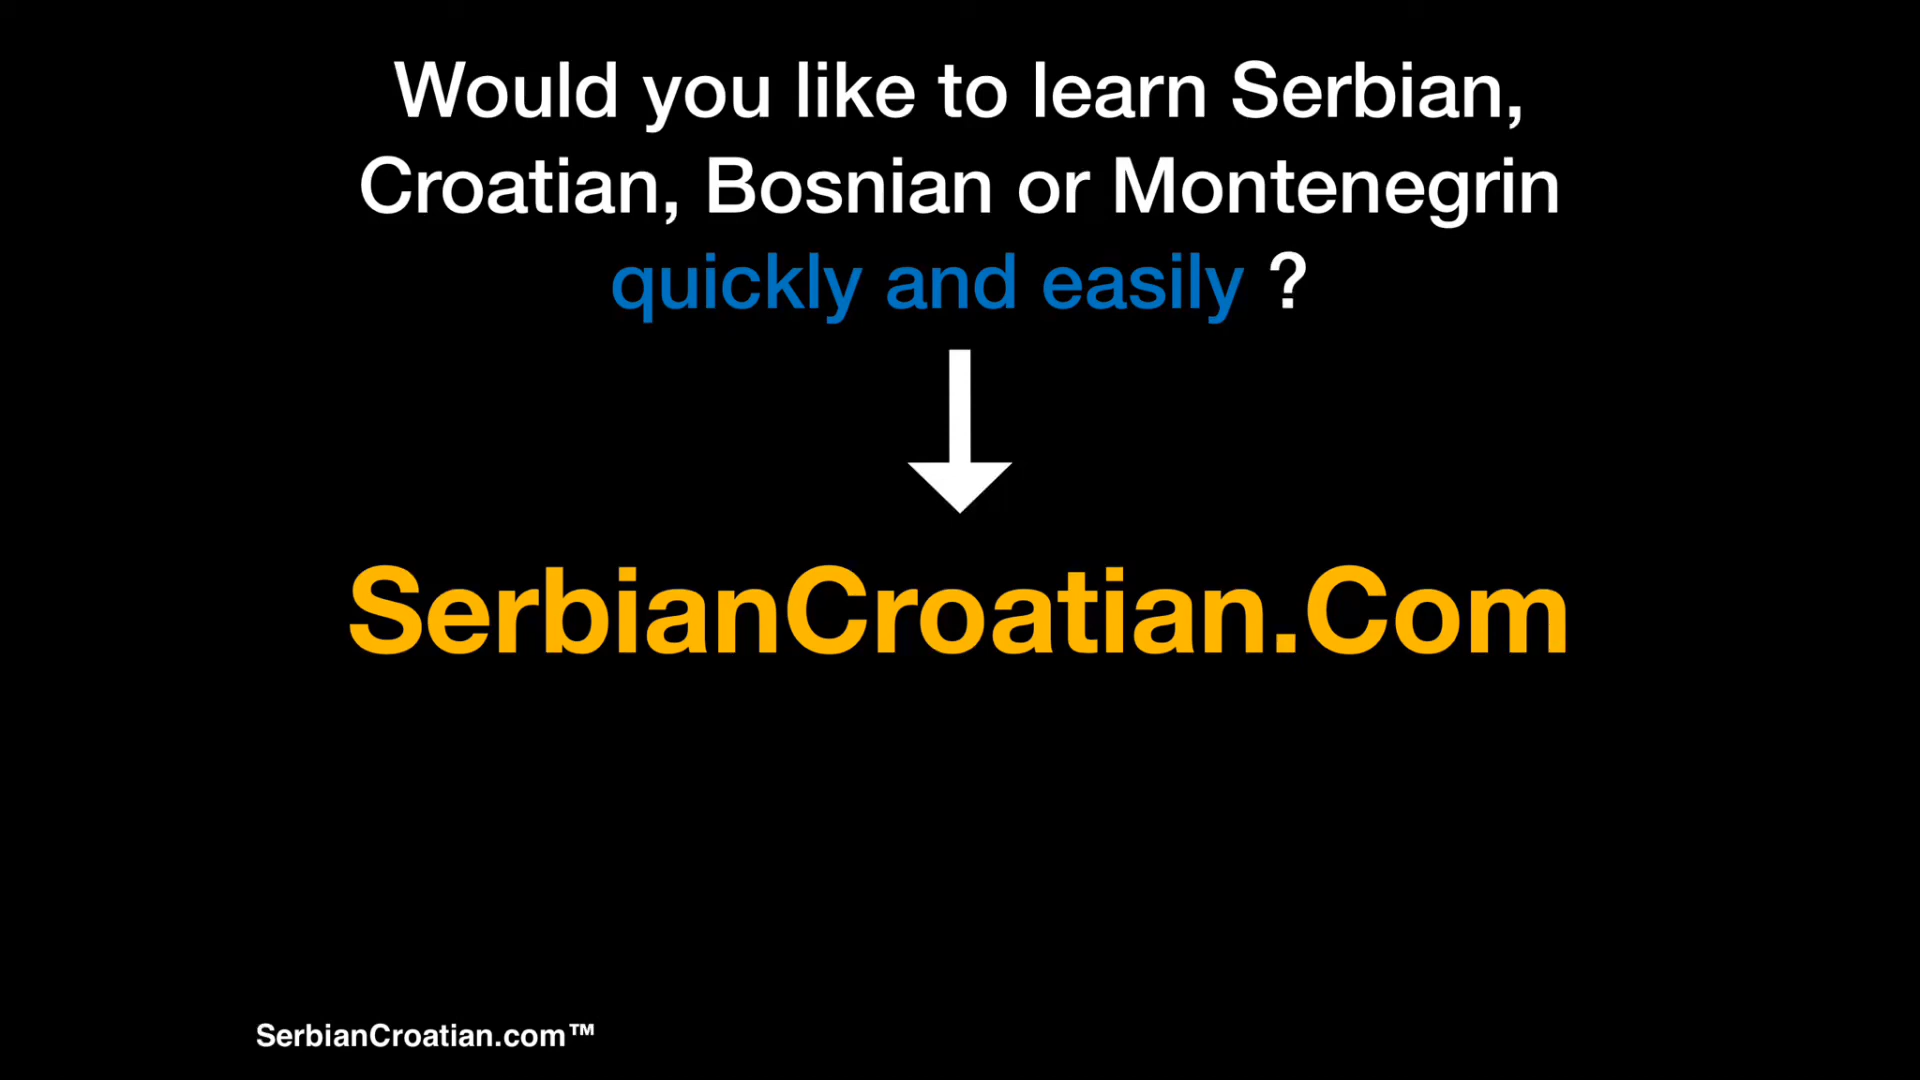 Would you like to learn Serbian,
Croatian, Bosnian or Montenegrin
quickly and easily ?
SerbianCroatian.Com
SerbianCroatian.com™